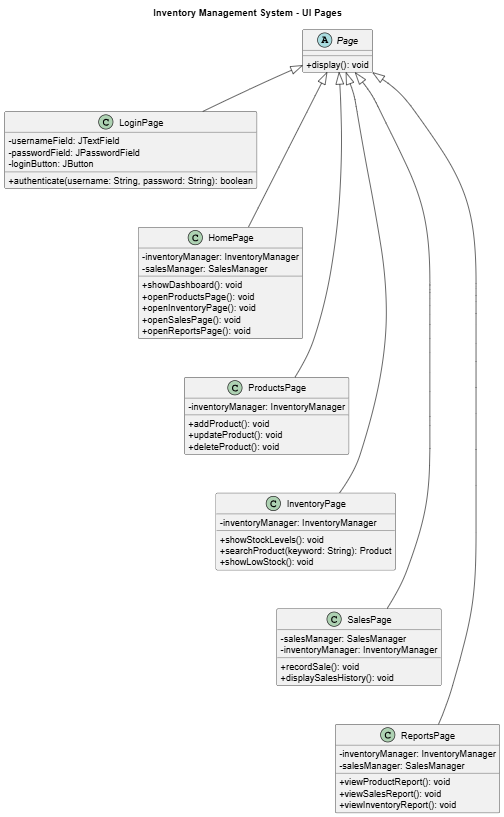 Inventory Management System - UI Pages
A Page
+display(): void
C LoginPage
-usernameField: JTextField
-passwordField: JPasswordField
-loginButton: JButton
+authenticate(username: String, password: String): boolean
C HomePage
-inventoryManager: InventoryManager
-salesManager: SalesManager
+showDashboard(): void
+openProductsPage(): void
+openInventoryPage(): void
+openSalesPage(): void
+openReportsPage(): void
C ProductsPage
-inventoryManager: InventoryManager
+addProduct(): void
+updateProduct(): void
+deleteProduct(): void
C InventoryPage
-inventoryManager: InventoryManager
+showStockLevels(): void
+searchProduct(keyword: String): Product
+showLowStock(): void
C SalesPage
-salesManager: SalesManager
-inventoryManager: InventoryManager
+recordSale(): void
+displaySalesHistory(): void
C ReportsPage
-inventoryManager: InventoryManager
-salesManager: SalesManager
+viewProductReport(): void
+viewSalesReport(): void
+viewInventoryReport(): void